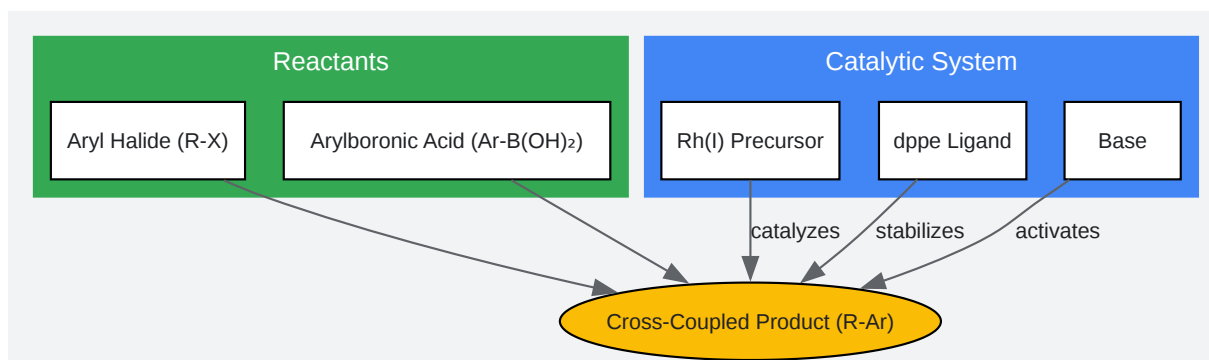 Reactants
Catalytic System
Aryl Halide (R-X)
Arylboronic Acid (Ar-B(OH)₂)
Rh(I) Precursor
dppe Ligand
Base
catalyzes
stabilizes
activates
Cross-Coupled Product (R-Ar)